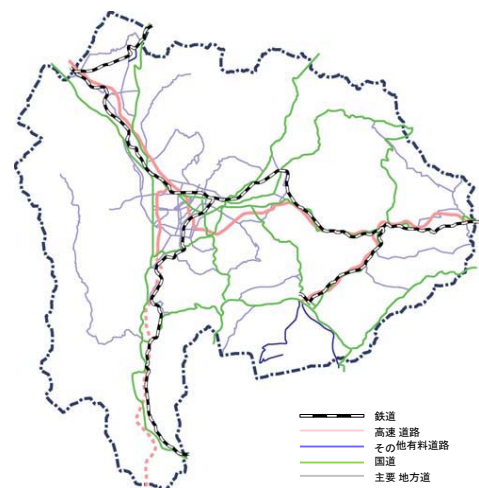 鉄道
高速 道路
その他有料道路
国道
主要 地方道